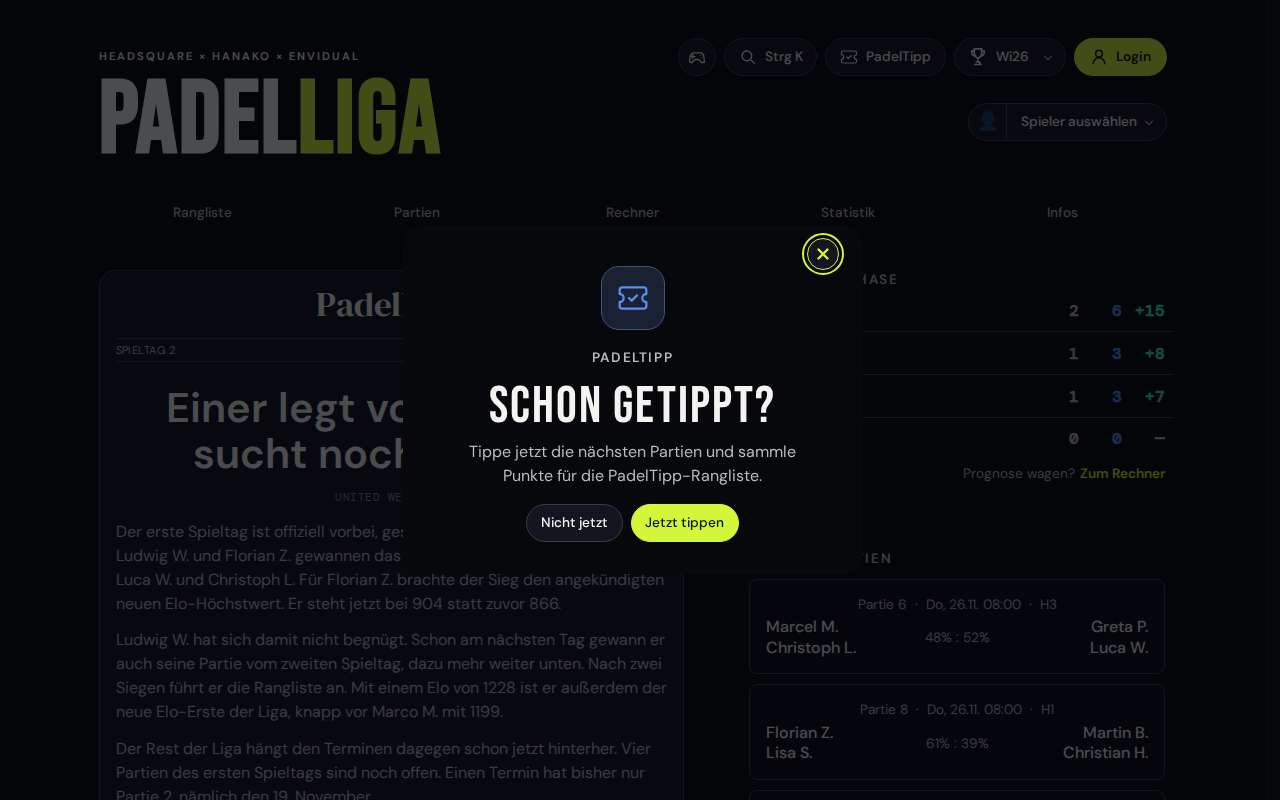 HEADSQUARE × HANAKO × ENVIDUAL
PADELLIGA
Strg K
PadelTipp
Wi26
Login
Spieler auswählen
Rangliste
Partien
Rechner
Statistik
Infos
Padel
SPIELTAG 2
Einer legt vo
sucht noch
UNITED WE
Der erste Spieltag ist offiziell vorbei, ges
Ludwig W. und Florian Z. gewannen das
Luca W. und Christoph L. Für Florian Z. brachte der Sieg den angekündigten
neuen Elo-Höchstwert. Er steht jetzt bei 904 statt zuvor 866.
Ludwig W. hat sich damit nicht begnügt. Schon am nächsten Tag gewann er
auch seine Partie vom zweiten Spieltag, dazu mehr weiter unten. Nach zwei
Siegen führt er die Rangliste an. Mit einem Elo von 1228 ist er außerdem der
neue Elo-Erste der Liga, knapp vor Marco M. mit 1199.
Der Rest der Liga hängt den Terminen dagegen schon jetzt hinterher. Vier
Partien des ersten Spieltags sind noch offen. Einen Termin hat bisher nur
Partie 2, nämlich den 19. November.
PADELTIPP
SCHON GETIPPT?
Tippe jetzt die nächsten Partien und sammle
Punkte für die PadelTipp-Rangliste.
Nicht jetzt
Jetzt tippen
HASE
2 6 +15
1 3 +8
1 3 +7
0 0 —
Prognose wagen? Zum Rechner
IEN
Partie 6 · Do, 26.11. 08:00 · H3
Marcel M. Greta P.
48% : 52%
Christoph L. Luca W.
Partie 8 · Do, 26.11. 08:00 · H1
Florian Z. Martin B.
61% : 39%
Lisa S. Christian H.